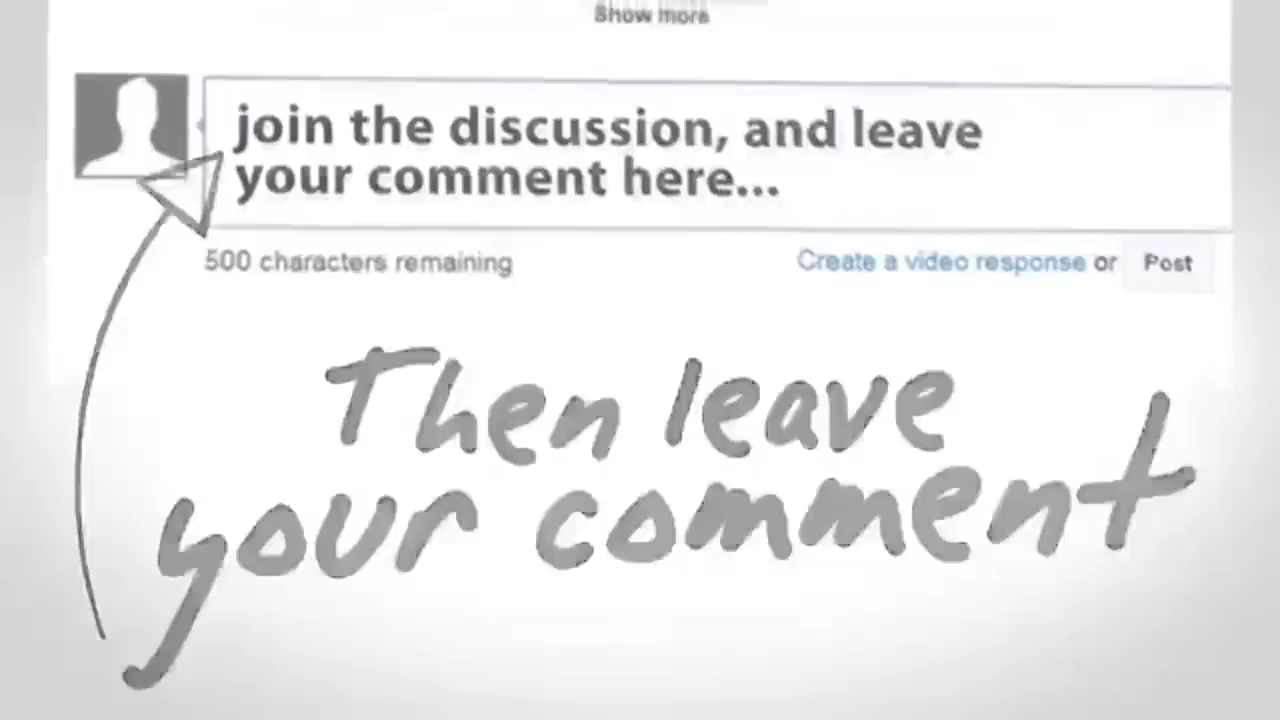 Show more
join the discussion, and leave
your comment here...
500 characters remaining
Create a video response or Post
Then leave
your comment